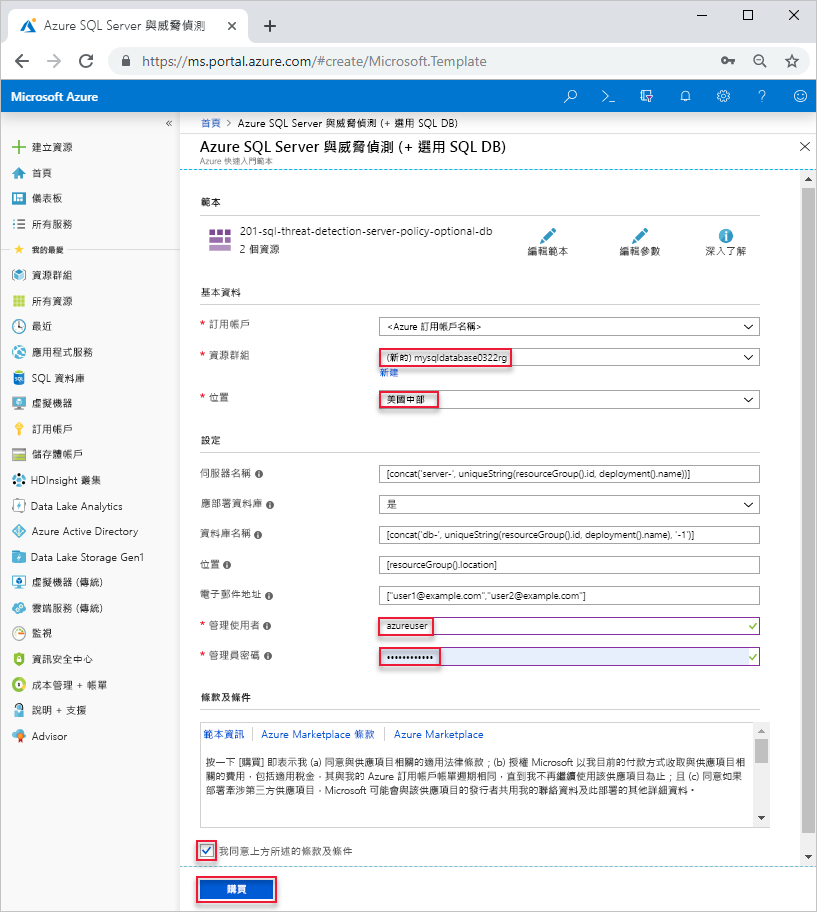 Azure SQL Server 與威脅偵測
https://ms.portal.azure.com/#create/Microsoft.Template
Microsoft Azure
建立資源
首頁
儀表板
所有服務
我的最愛
資源群組
所有資源
最近
應用程式服務
SQL 資料庫
虛擬機器
訂用帳戶
儲存體帳戶
HDInsight 叢集
Data Lake Analytics
Azure Active Directory
Data Lake Storage Gen1
虛擬機器 (傳統)
雲端服務 (傳統)
監視
資訊安全中心
成本管理 + 帳單
說明 + 支援
Advisor
首頁 > Azure SQL Server 與威脅偵測 (+ 選用 SQL DB)
Azure SQL Server 與威脅偵測 (+ 選用 SQL DB)
Azure 快速入門範本
範本
201-sql-threat-detection-server-policy-optional-db
2 個資源
編輯範本
編輯參數
深入了解
基本資料
* 訂用帳戶
<Azure 訂用帳戶名稱>
* 資源群組
(新的) mysqldatabase0322rg
新建
* 位置
美國中部
設定
伺服器名稱
[concat('server-', uniqueString(resourceGroup().id, deployment().name))]
應部署資料庫
是
資料庫名稱
[concat('db-', uniqueString(resourceGroup().id, deployment().name), '-1')]
位置
[resourceGroup().location]
電子郵件地址
["user1@example.com","user2@example.com"]
* 管理使用者
azureuser
* 管理員密碼
••••••••••••
條款及條件
範本資訊 | Azure Marketplace 條款 | Azure Marketplace
按一下 [購買] 即表示我 (a) 同意與供應項目相關的適用法律條款；(b) 授權 Microsoft 以我目前的付款方式收取與供應項目相
關的費用，包括適用稅金，其與我的 Azure 訂用帳戶帳單週期相同，直到我不再繼續使用該供應項目為止；且 (c) 同意如果
部署牽涉第三方供應項目，Microsoft 可能會與該供應項目的發行者共用我的聯絡資料及此部署的其他詳細資料。
我同意上方所述的條款及條件
購買